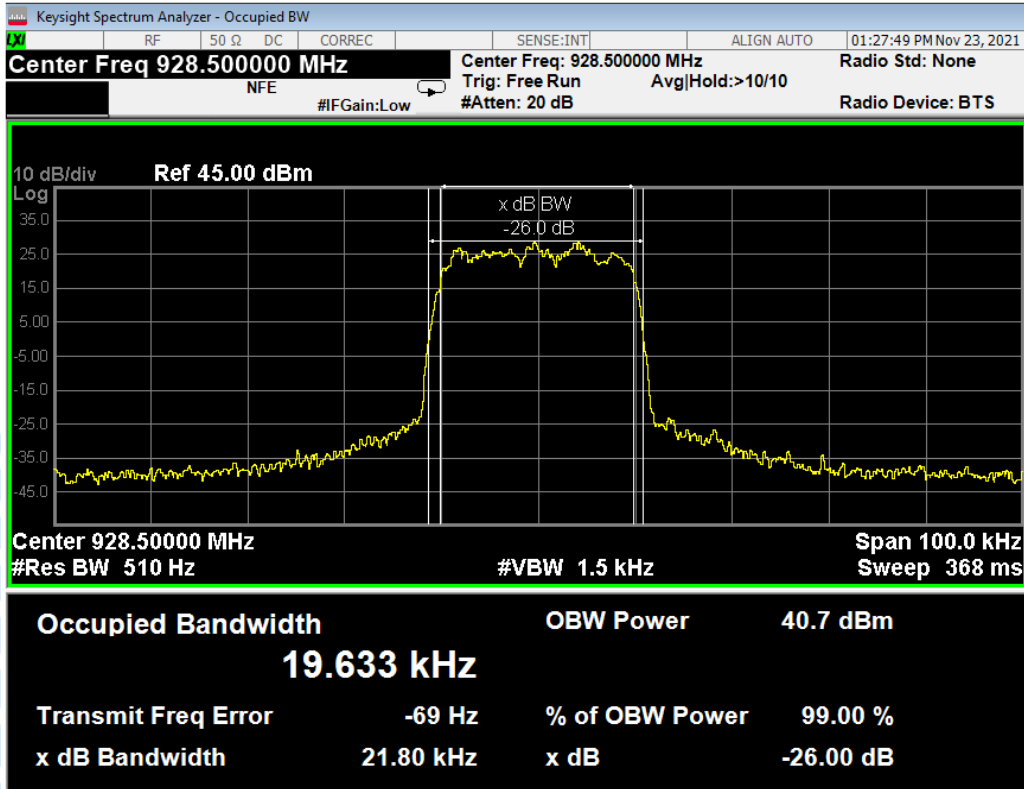 Keysight Spectrum Analyzer - Occupied BW
LXI RF 50 Ω DC CORREC SENSE:INT ALIGN AUTO 01:27:49 PM Nov 23, 2021
Center Freq 928.500000 MHz
Center Freq: 928.500000 MHz
Radio Std: None
NFE
Trig: Free Run
Avg|Hold:>10/10
#IFGain:Low
#Atten: 20 dB
Radio Device: BTS
10 dB/div
Ref 45.00 dBm
Log
x dB BW
-26.0 dB
35.0
25.0
15.0
5.00
-5.00
-15.0
-25.0
-35.0
-45.0
Center 928.50000 MHz
Span 100.0 kHz
#Res BW 510 Hz
#VBW 1.5 kHz
Sweep 368 ms
Occupied Bandwidth
19.633 kHz
OBW Power 40.7 dBm
Transmit Freq Error -69 Hz
% of OBW Power 99.00 %
x dB Bandwidth 21.80 kHz
x dB -26.00 dB